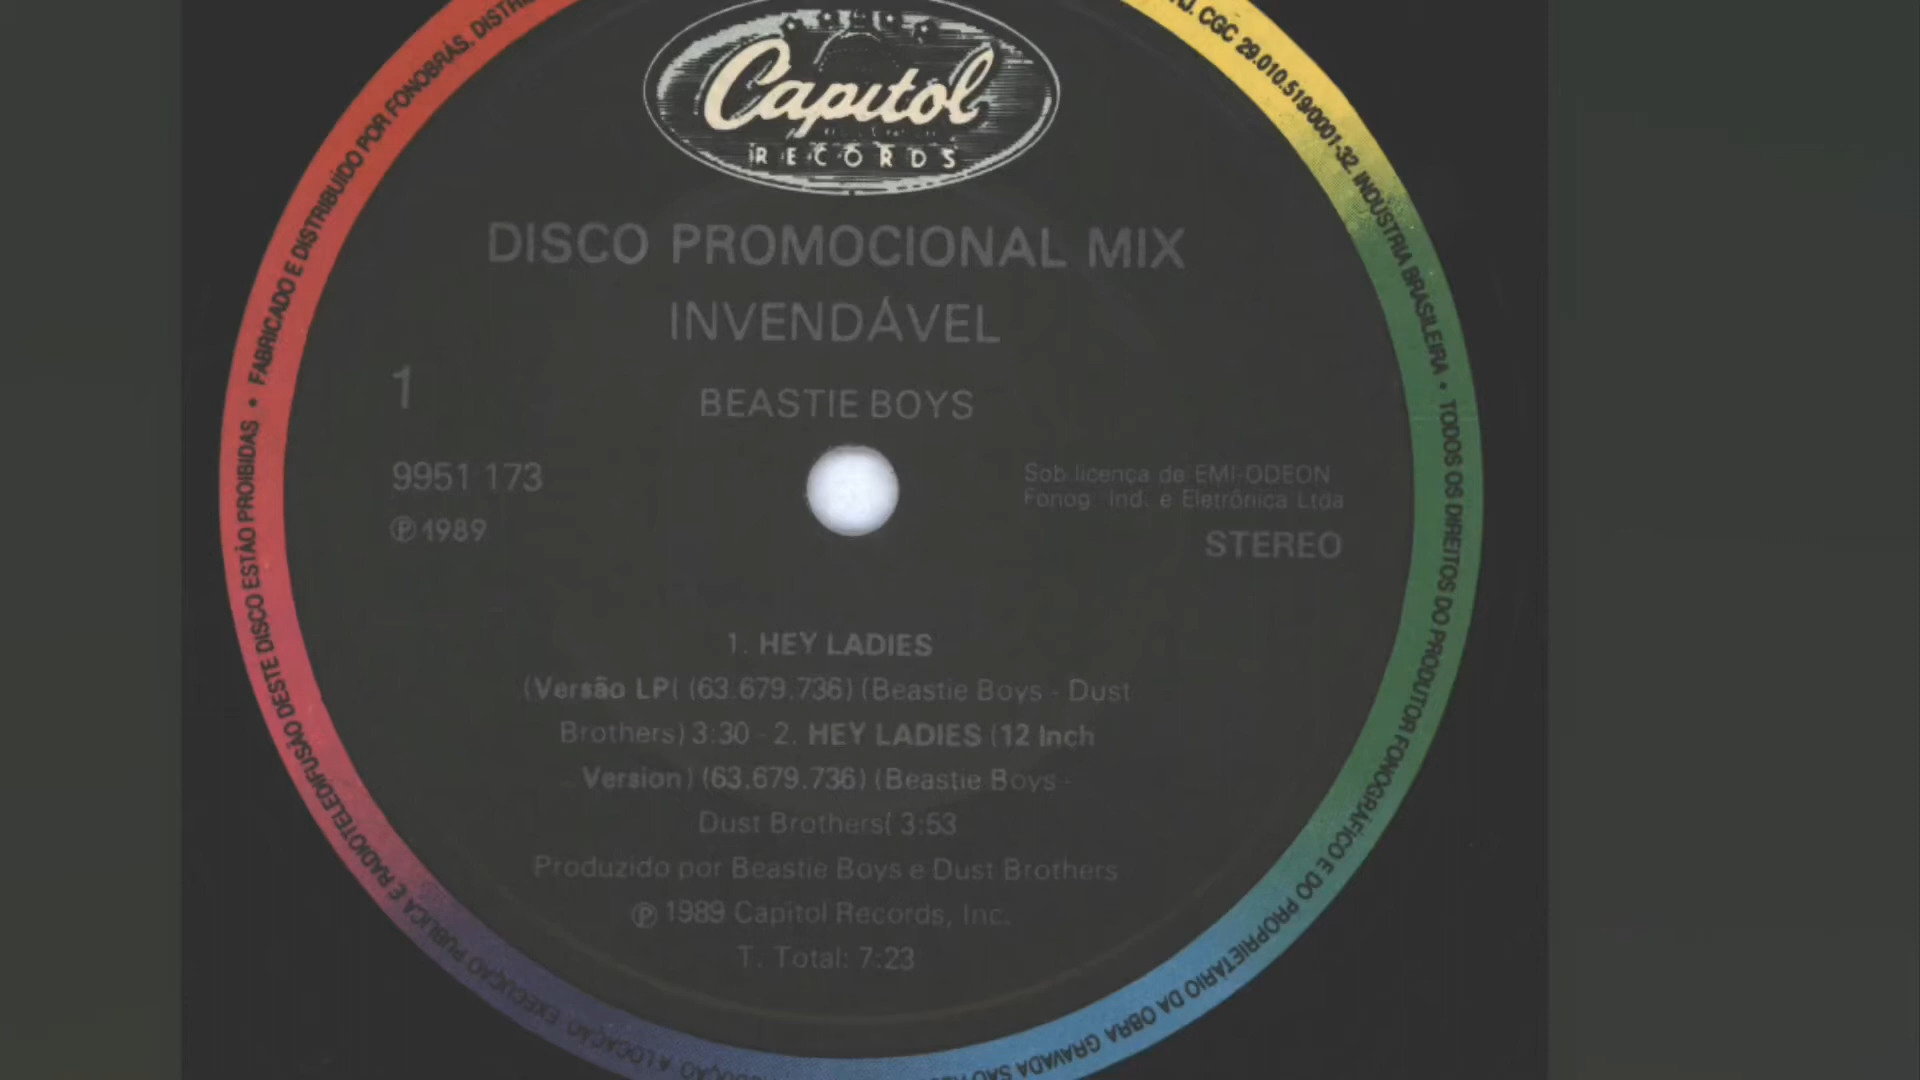 Capitol
RECORDS
DISCO PROMOCIONAL MIX
INVENDÁVEL
1
BEASTIE BOYS
9951 173
℗ 1989
Sob licença de EMI-ODEON
Fonog. Ind. e Eletrônica Ltda
STEREO
1. HEY LADIES
(Versão LP( (63.679.736) (Beastie Boys - Dust
Brothers) 3:30 - 2. HEY LADIES (12 Inch
Version) (63.679.736) (Beastie Boys -
Dust Brothers( 3:53
Produzido por Beastie Boys e Dust Brothers
℗ 1989 Capitol Records, Inc.
T. Total: 7:23
FABRICADO E DISTRIBUÍDO POR FONOBRÁS.
CGC 29.010.519/0001-32. INDÚSTRIA BRASILEIRA • TODOS OS DIREITOS DO PRODUTOR FONOGRÁFICO E DO PROPRIETÁRIO DA OBRA GRAVADA SÃO
A LOCAÇÃO, EXECUÇÃO PÚBLICA E RADIOTELEDIFUSÃO DESTE DISCO ESTÃO PROIBIDAS •